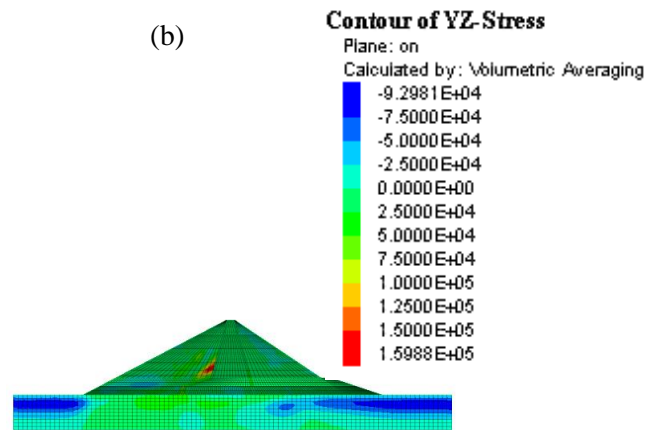 (b)
Contour of YZ-Stress
Plane: on
Calculated by: Volumetric Averaging
-9.2981E+04
-7.5000E+04
-5.0000E+04
-2.5000E+04
0.0000E+00
2.5000E+04
5.0000E+04
7.5000E+04
1.0000E+05
1.2500E+05
1.5000E+05
1.5988E+05